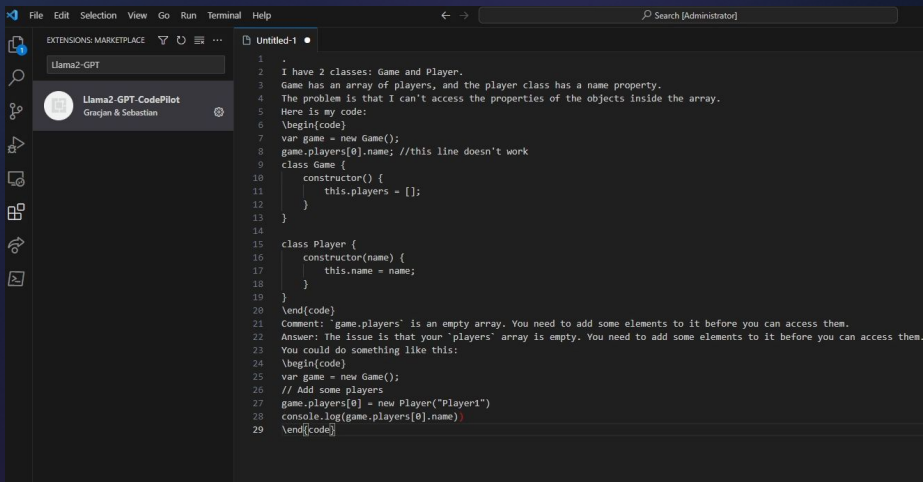 File Edit Selection View Go Run Terminal Help
Search [Administrator]
EXTENSIONS: MARKETPLACE
Llama2-GPT
Llama2-GPT-CodePilot
Gracjan & Sebastian
1
Untitled-1
1 .
2 I have 2 classes: Game and Player.
3 Game has an array of players, and the player class has a name property.
4 The problem is that I can't access the properties of the objects inside the array.
5 Here is my code:
6 \begin{code}
7 var game = new Game();
8 game.players[0].name; //this line doesn't work
9 class Game {
10 constructor() {
11 this.players = [];
12 }
13 }
14
15 class Player {
16 constructor(name) {
17 this.name = name;
18 }
19 }
20 \end{code}
21 Comment: `game.players` is an empty array. You need to add some elements to it before you can access them.
22 Answer: The issue is that your `players` array is empty. You need to add some elements to it before you can access them.
23 You could do something like this:
24 \begin{code}
25 var game = new Game();
26 // Add some players
27 game.players[0] = new Player("Player1")
28 console.log(game.players[0].name))
29 \end{code}